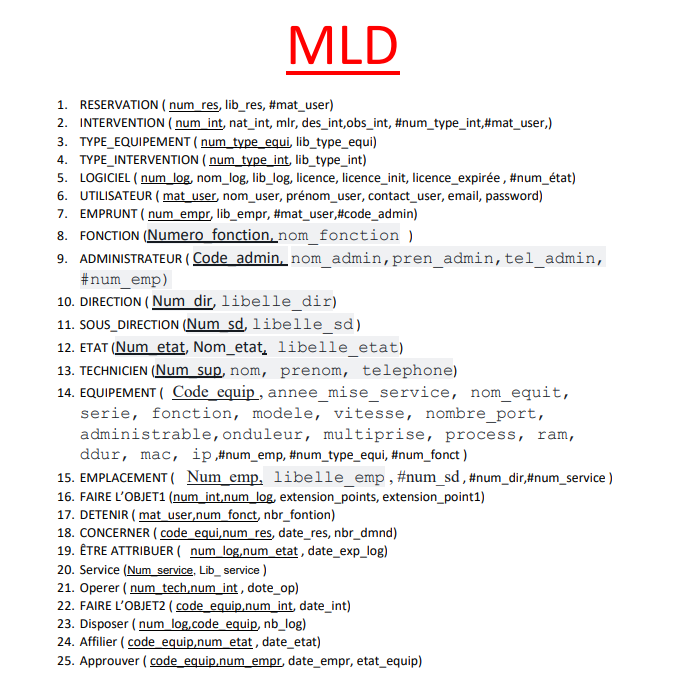 MLD
1. RESERVATION ( num_res, lib_res, #mat_user)
2. INTERVENTION ( num_int, nat_int, mlr, des_int,obs_int, #num_type_int,#mat_user,)
3. TYPE_EQUIPEMENT ( num_type_equi, lib_type_equi)
4. TYPE_INTERVENTION ( num_type_int, lib_type_int)
5. LOGICIEL ( num_log, nom_log, lib_log, licence, licence_init, licence_expirée , #num_état)
6. UTILISATEUR ( mat_user, nom_user, prénom_user, contact_user, email, password)
7. EMPRUNT ( num_empr, lib_empr, #mat_user,#code_admin)
8. FONCTION (Numero_fonction, nom_fonction )
9. ADMINISTRATEUR ( Code_admin, nom_admin,pren_admin,tel_admin,
#num_emp)
10. DIRECTION ( Num_dir, libelle_dir)
11. SOUS_DIRECTION (Num_sd, libelle_sd)
12. ETAT (Num_etat, Nom_etat, libelle_etat)
13. TECHNICIEN (Num_sup, nom, prenom, telephone)
14. EQUIPEMENT ( Code_equip , annee_mise_service, nom_equit,
serie, fonction, modele, vitesse, nombre_port,
administrable,onduleur, multiprise, process, ram,
ddur, mac, ip ,#num_emp, #num_type_equi, #num_fonct )
15. EMPLACEMENT ( Num_emp, libelle_emp , #num_sd , #num_dir,#num_service )
16. FAIRE L'OBJET1 (num_int,num_log, extension_points, extension_point1)
17. DETENIR ( mat_user,num_fonct, nbr_fontion)
18. CONCERNER ( code_equi,num_res, date_res, nbr_dmnd)
19. ÊTRE ATTRIBUER ( num_log,num_etat , date_exp_log)
20. Service (Num_service, Lib_ service )
21. Operer ( num_tech,num_int , dote_op)
22. FAIRE L'OBJET2 ( code_equip,num_int, date_int)
23. Disposer ( num_log,code_equip, nb_log)
24. Affilier ( code_equip,num_etat , date_etat)
25. Approuver ( code_equip,num_empr, date_empr, etat_equip)